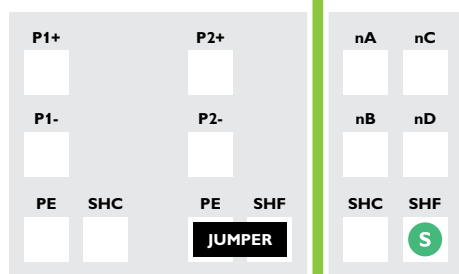 P1+ P2+ nA nC
P1- P2- nB nD
PE SHC PE SHF SHC SHF
JUMPER S